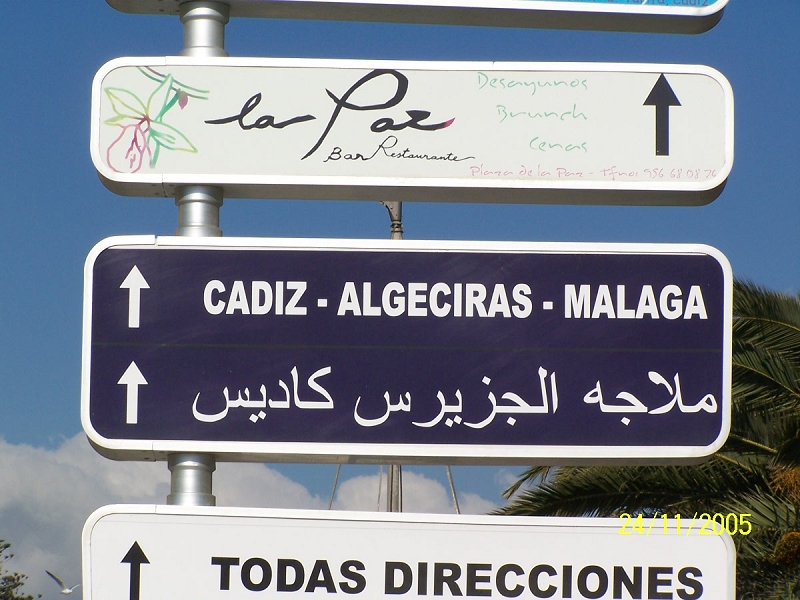 la Paz
Bar Restaurante
Desayunos
Brunch
Cenas
Plaza de la Paz - Tfno: 956 68 08 76
CADIZ - ALGECIRAS - MALAGA
ملاجه الجزيرس كاديس
TODAS DIRECCIONES
24/11/2005